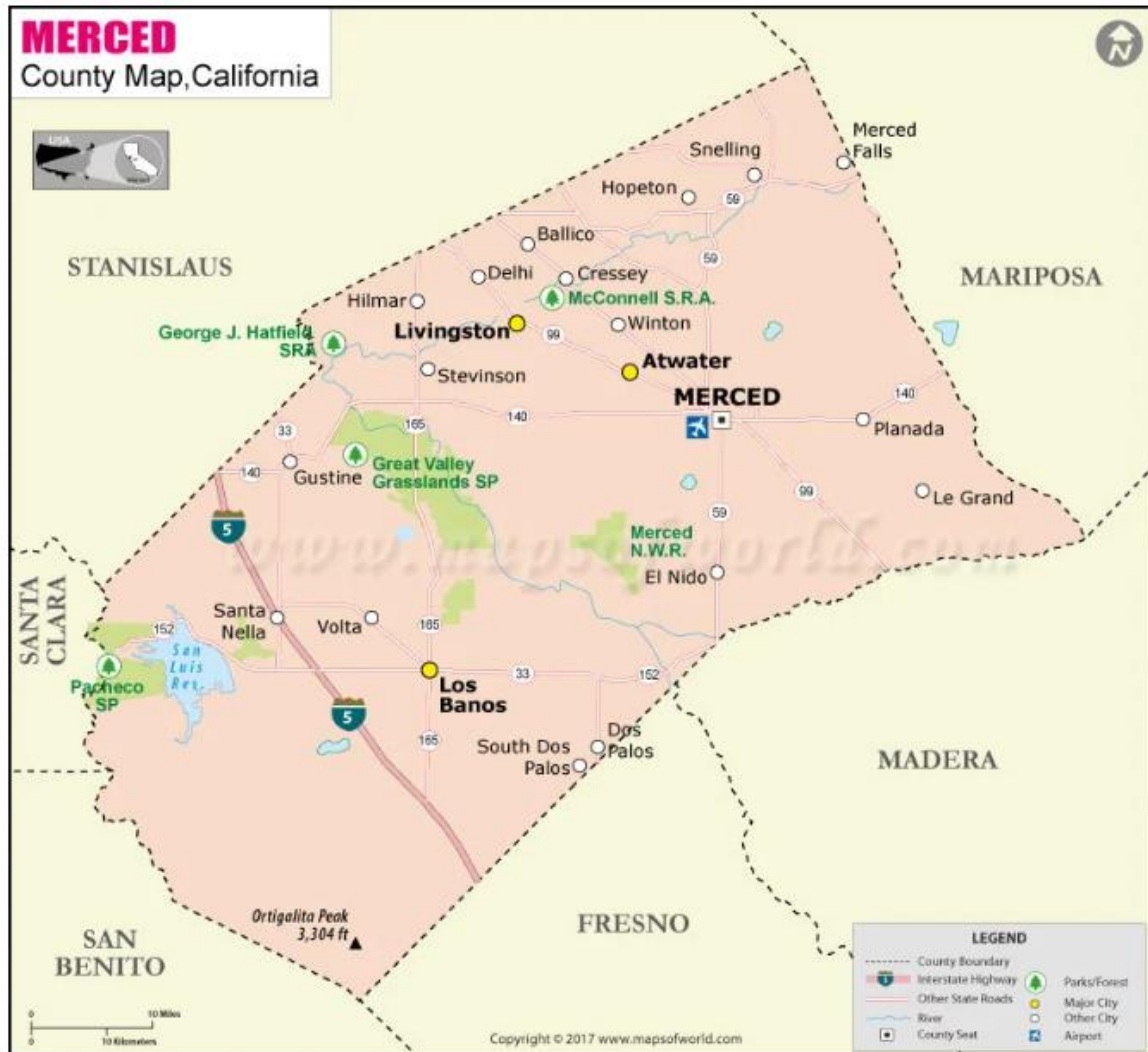 MERCED
County Map,California
N
USA
Merced
Falls
Snelling
Hopeton
59
59
Ballico
STANISLAUS
Delhi
Cressey
MARIPOSA
Hilmar
McConnell S.R.A.
George J. Hatfield
SRA
Livingston
Winton
99
Atwater
Stevinson
MERCED
140
165
140
33
Planada
Gustine
Great Valley
Grasslands SP
140
99
Le Grand
59
5
Merced
N.W.R.
www.mapsofworld.com
El Nido
SANTA
CLARA
Santa
Nella
Volta
165
152
San
Luis
Res.
33
152
Pacheco
SP
Los
Banos
5
165
Dos
Palos
South Dos
Palos
MADERA
Ortigalita Peak
3,304 ft
FRESNO
SAN
BENITO
LEGEND
County Boundary
Interstate Highway
Parks/Forest
Other State Roads
Major City
River
Other City
County Seat
Airport
0 10 Miles
0 10 Kilometers
Copyright © 2017 www.mapsofworld.com